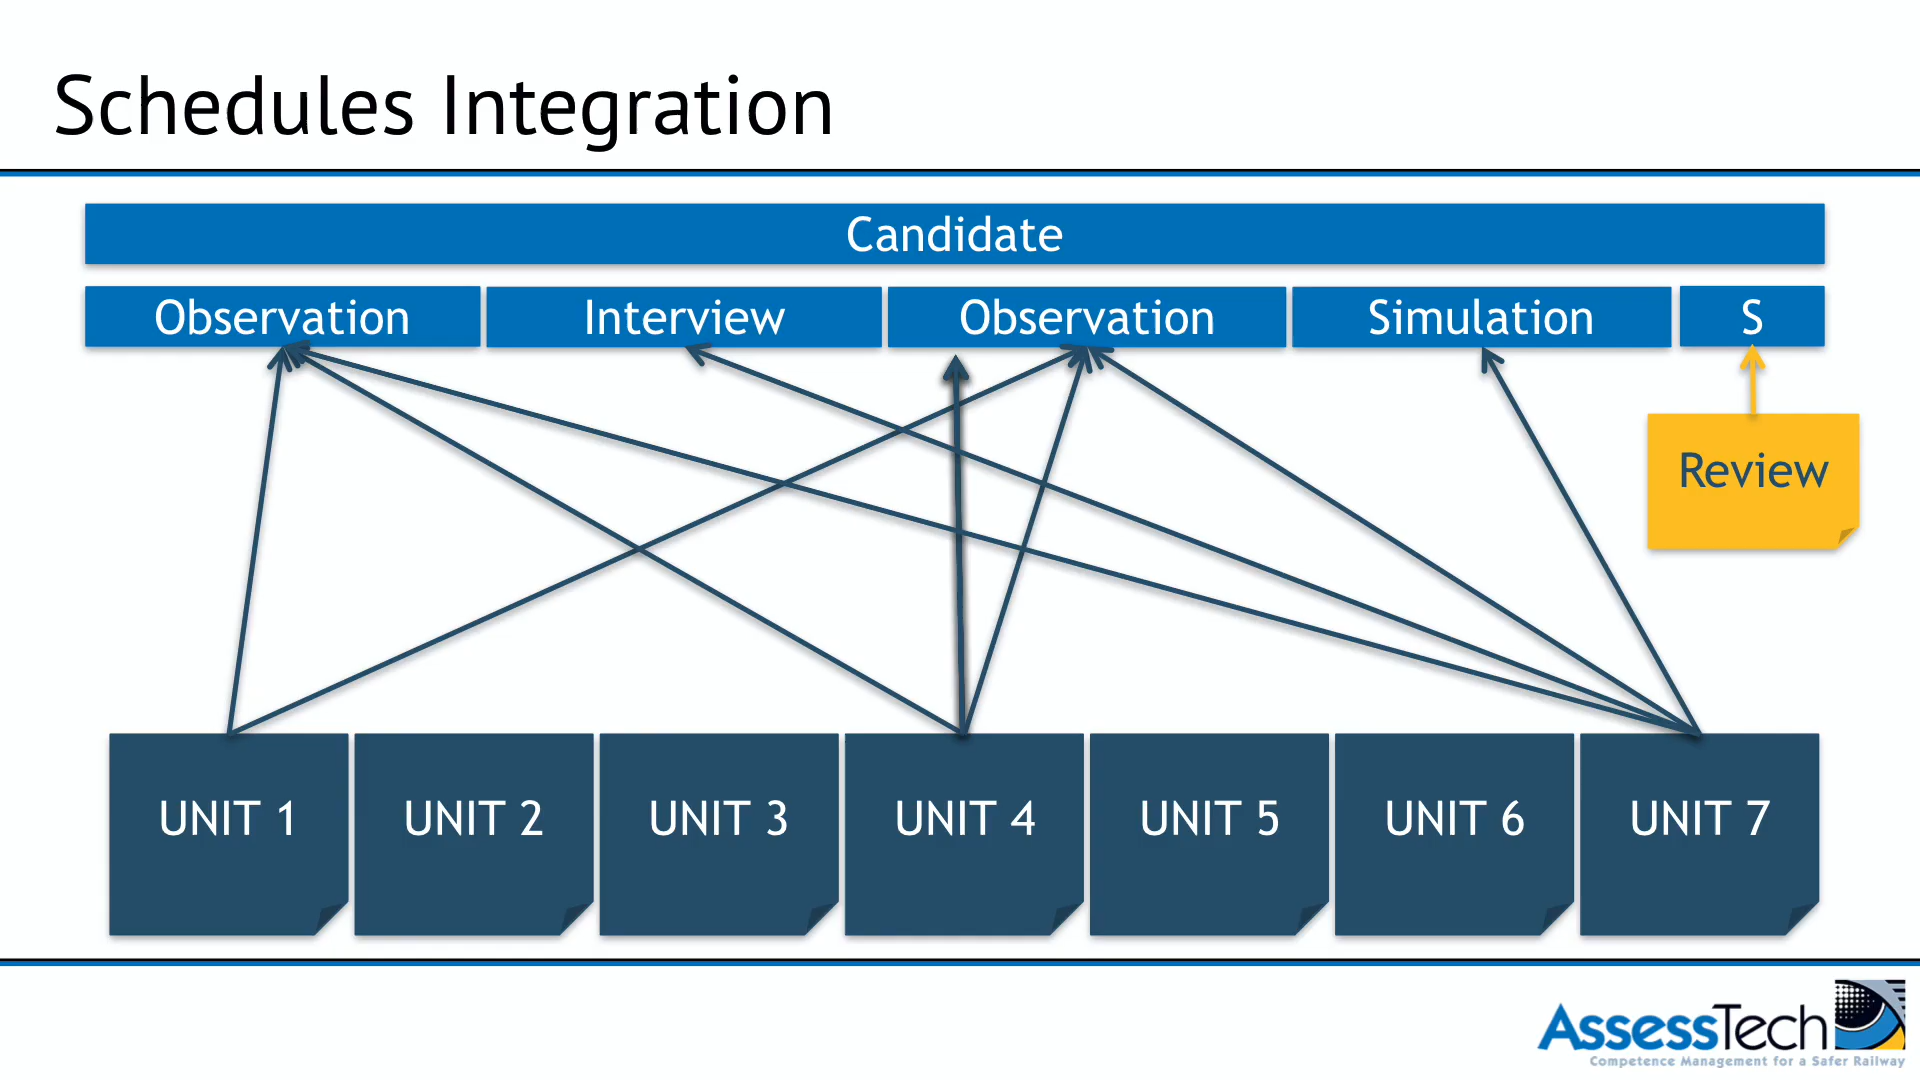 Schedules Integration
Candidate
Observation
Interview
Observation
Simulation
S
Review
UNIT 1
UNIT 2
UNIT 3
UNIT 4
UNIT 5
UNIT 6
UNIT 7
AssessTech
Competence Management for a Safer Railway